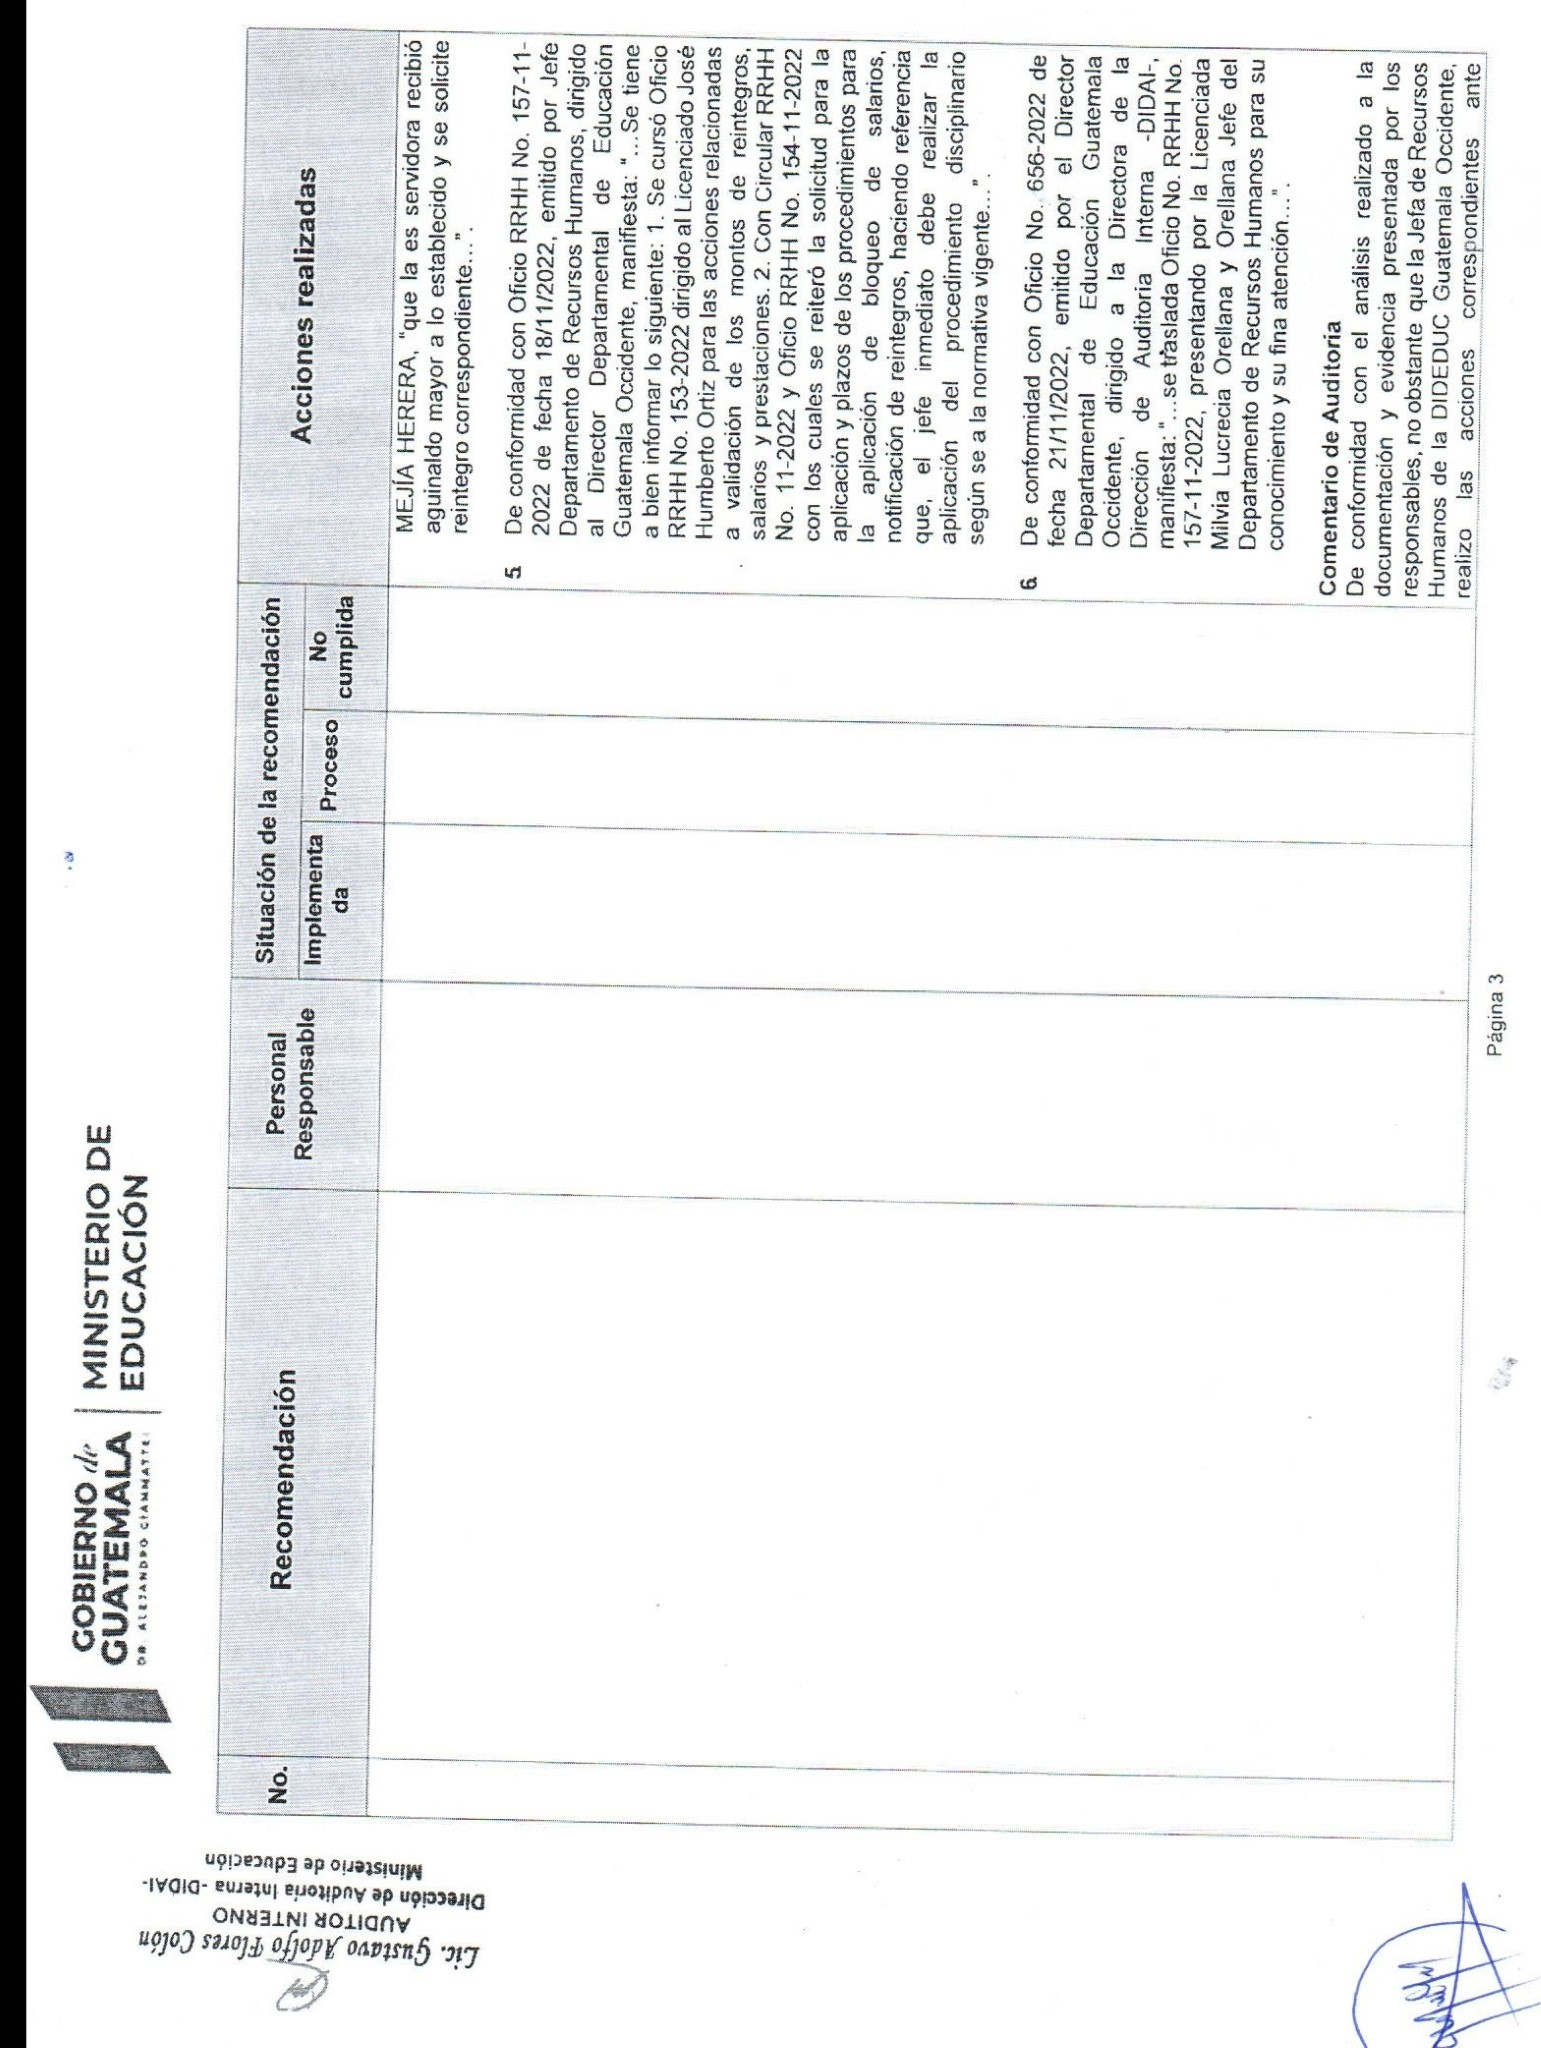 GOBIERNO de
GUATEMALA
DR. ALEJANDRO GIAMMATTEI
MINISTERIO DE
EDUCACIÓN
No.
Recomendación
Personal
Responsable
Situación de la recomendación
Implementa
da
Proceso
No
cumplida
Acciones realizadas
MEJÍA HERERA, “que la es servidora recibió
aguinaldo mayor a lo establecido y se solicite
reintegro correspondiente...”.
5. De conformidad con Oficio RRHH No. 157-11-
2022 de fecha 18/11/2022, emitido por Jefe
Departamento de Recursos Humanos, dirigido
al Director Departamental de Educación
Guatemala Occidente, manifiesta: “...Se tiene
a bien informar lo siguiente: 1. Se cursó Oficio
RRHH No. 153-2022 dirigido al Licenciado José
Humberto Ortiz para las acciones relacionadas
a validación de los montos de reintegros,
salarios y prestaciones. 2. Con Circular RRHH
No. 11-2022 y Oficio RRHH No. 154-11-2022
con los cuales se reiteró la solicitud para la
aplicación y plazos de los procedimientos para
la aplicación de bloqueo de salarios,
notificación de reintegros, haciendo referencia
que, el jefe inmediato debe realizar la
aplicación del procedimiento disciplinario
según se a la normativa vigente...”.
6. De conformidad con Oficio No. 656-2022 de
fecha 21/11/2022, emitido por el Director
Departamental de Educación Guatemala
Occidente, dirigido a la Directora de la
Dirección de Auditoria Interna -DIDAI-,
manifiesta: “...se traslada Oficio No. RRHH No.
157-11-2022, presentando por la Licenciada
Milvia Lucrecia Orellana y Orellana Jefe del
Departamento de Recursos Humanos para su
conocimiento y su fina atención...”.
Comentario de Auditoria
De conformidad con el análisis realizado a la
documentación y evidencia presentada por los
responsables, no obstante que la Jefa de Recursos
Humanos de la DIDEDUC Guatemala Occidente,
realizo las acciones correspondientes ante
Página 3
Lic. Gustavo Adolfo Flores Colón
AUDITOR INTERNO
Dirección de Auditoría Interna - DIDAI-
Ministerio de Educación